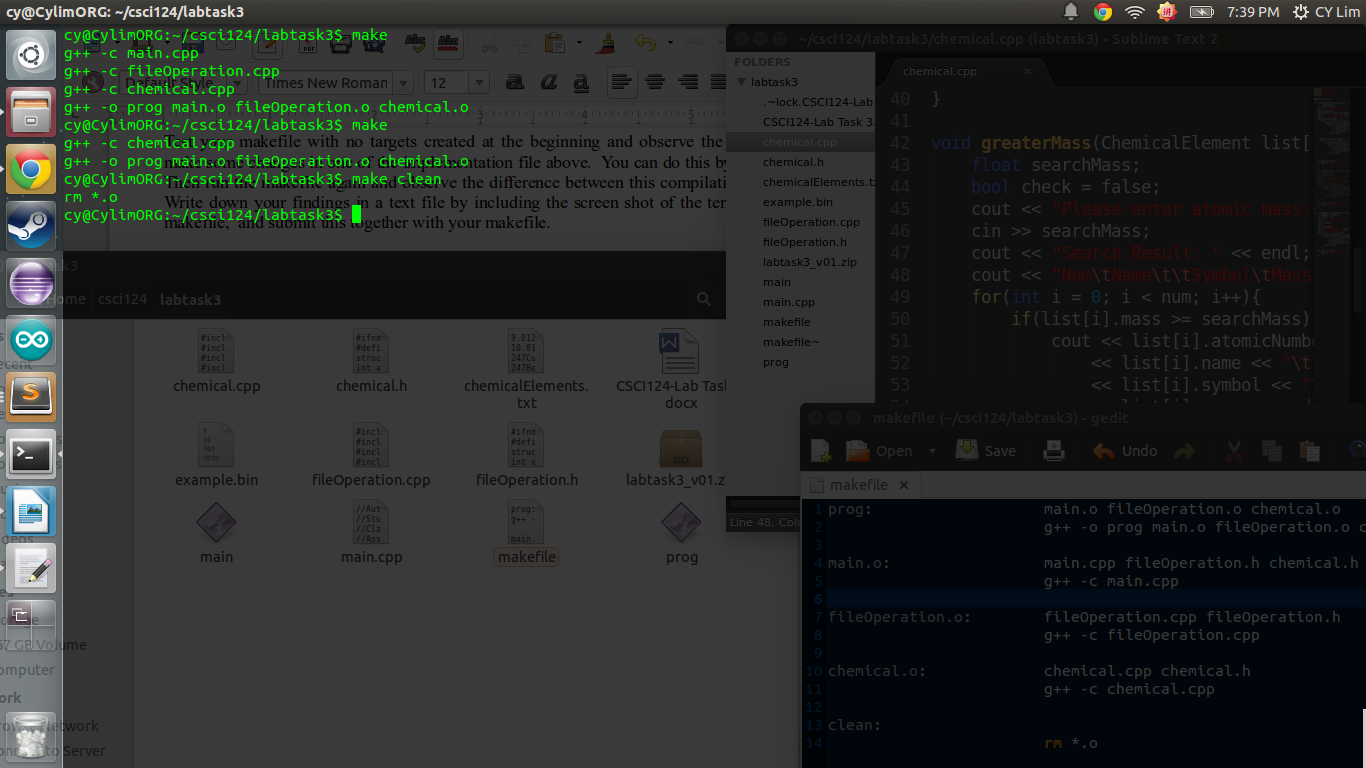 cy@CylimORG: ~/csci124/labtask3
7:39 PM
CY Lim
cy@CylimORG:~/csci124/labtask3$ make
g++ -c main.cpp
g++ -c fileOperation.cpp
g++ -c chemical.cpp
g++ -o prog main.o fileOperation.o chemical.o
cy@CylimORG:~/csci124/labtask3$ make
g++ -c chemical.cpp
g++ -o prog main.o fileOperation.o chemical.o
cy@CylimORG:~/csci124/labtask3$ make clean
rm *.o
cy@CylimORG:~/csci124/labtask3$
Default Style
Times New Roman
12
makefile with no targets created at the beginning and observe the
mentation file above. You can do this by
the difference between this compilati
Write down your findings in a text file by including the screen shot of the ter
makefile, and submit this together with your makefile.
Home
csci124
labtask3
chemical.cpp
chemical.h
chemicalElements.
txt
CSCI124-Lab Task
docx
example.bin
fileOperation.cpp
fileOperation.h
labtask3_v01.z
main
main.cpp
makefile
prog
GB Volume
Network
to Server
~/csci124/labtask3/chemical.cpp (labtask3) - Sublime Text 2
FOLDERS
labtask3
.~lock.CSCI124-Lab
CSCI124-Lab Task 3.
chemical.cpp
chemical.h
chemicalElements.tx
example.bin
fileOperation.cpp
fileOperation.h
labtask3_v01.zip
main
main.cpp
makefile
makefile~
prog
Line 48, Colu
chemical.cpp
40 }
41
42 void greaterMass(ChemicalElement list[
43 float searchMass;
44 bool check = false;
45 cout << "Please enter atomic mass:
46 cin >> searchMass;
47 cout << "Search Result: " << endl;
48 cout << "Num\tName\t\tSymbol\tMass
49 for(int i = 0; i < num; i++){
50 if(list[i].mass >= searchMass)
51 cout << list[i].atomicNumbe
52 << list[i].name << "\t
53 << list[i].symbol << "
makefile (~/csci124/labtask3) - gedit
Open
Save
Undo
makefile
1 prog: main.o fileOperation.o chemical.o
2 g++ -o prog main.o fileOperation.o c
3
4 main.o: main.cpp fileOperation.h chemical.h
5 g++ -c main.cpp
6
7 fileOperation.o: fileOperation.cpp fileOperation.h
8 g++ -c fileOperation.cpp
9
10 chemical.o: chemical.cpp chemical.h
11 g++ -c chemical.cpp
12
13 clean:
14 rm *.o